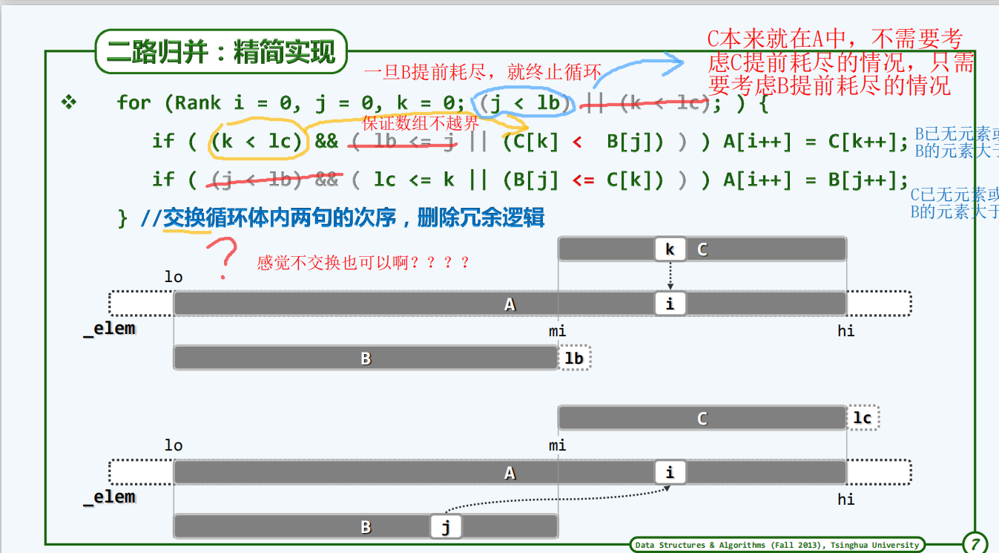 二路归并：精简实现
C本来就在A中，不需要考
虑C提前耗尽的情况，只需
要考虑B提前耗尽的情况
一旦B提前耗尽，就终止循环
for (Rank i = 0, j = 0, k = 0; (j < lb) || (k < lc); ) {
保证数组不越界
if ( (k < lc) && ( lb <= j || (C[k] < B[j]) ) ) A[i++] = C[k++];
B已无元素或
B的元素大于
if ( (j < lb) && ( lc <= k || (B[j] <= C[k]) ) ) A[i++] = B[j++];
C已无元素或
B的元素大于
} //交换循环体内两句的次序，删除冗余逻辑
?
感觉不交换也可以啊？？？？
k C
lo
A i
_elem mi hi
B lb
C lc
lo mi
A i
_elem hi
B j
Data Structures & Algorithms (Fall 2013), Tsinghua University
7